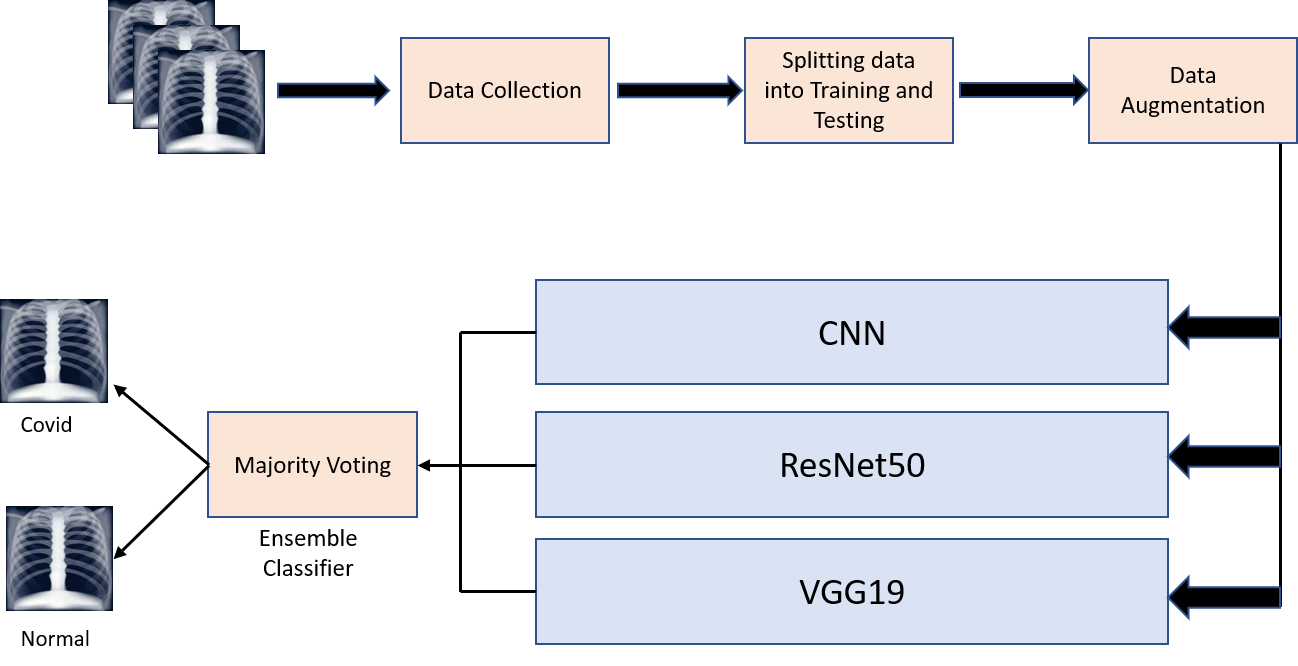 Data Collection
Splitting data
into Training and
Testing
Data
Augmentation
CNN
ResNet50
VGG19
Majority Voting
Ensemble
Classifier
Covid
Normal